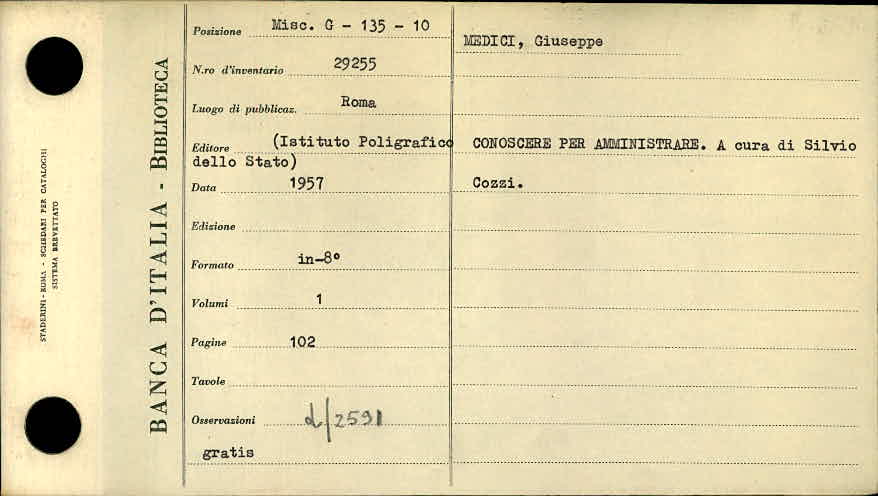 STADERINI - ROMA - SCHEDARI PER CATALOGHI
SISTEMA BREVETTATO
BANCA D'ITALIA - BIBLIOTECA
Posizione Misc. G - 135 - 10
N.ro d'inventario 29255
Luogo di pubblicaz. Roma
Editore (Istituto Poligrafico
dello Stato)
Data 1957
Edizione
Formato in-8°
Volumi 1
Pagine 102
Tavole
Osservazioni d/2591
gratis
MEDICI, Giuseppe
CONOSCERE PER AMMINISTRARE. A cura di Silvio
Cozzi.